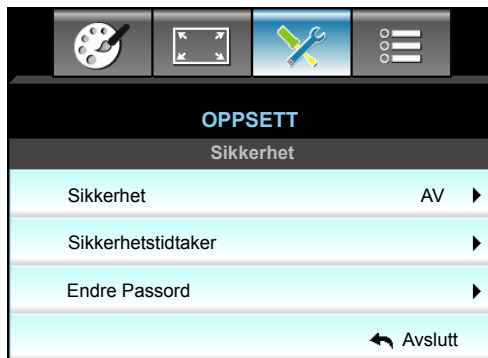 OPPSETT
Sikkerhet
Sikkerhet AV
Sikkerhetstidtaker
Endre Passord
Avslutt